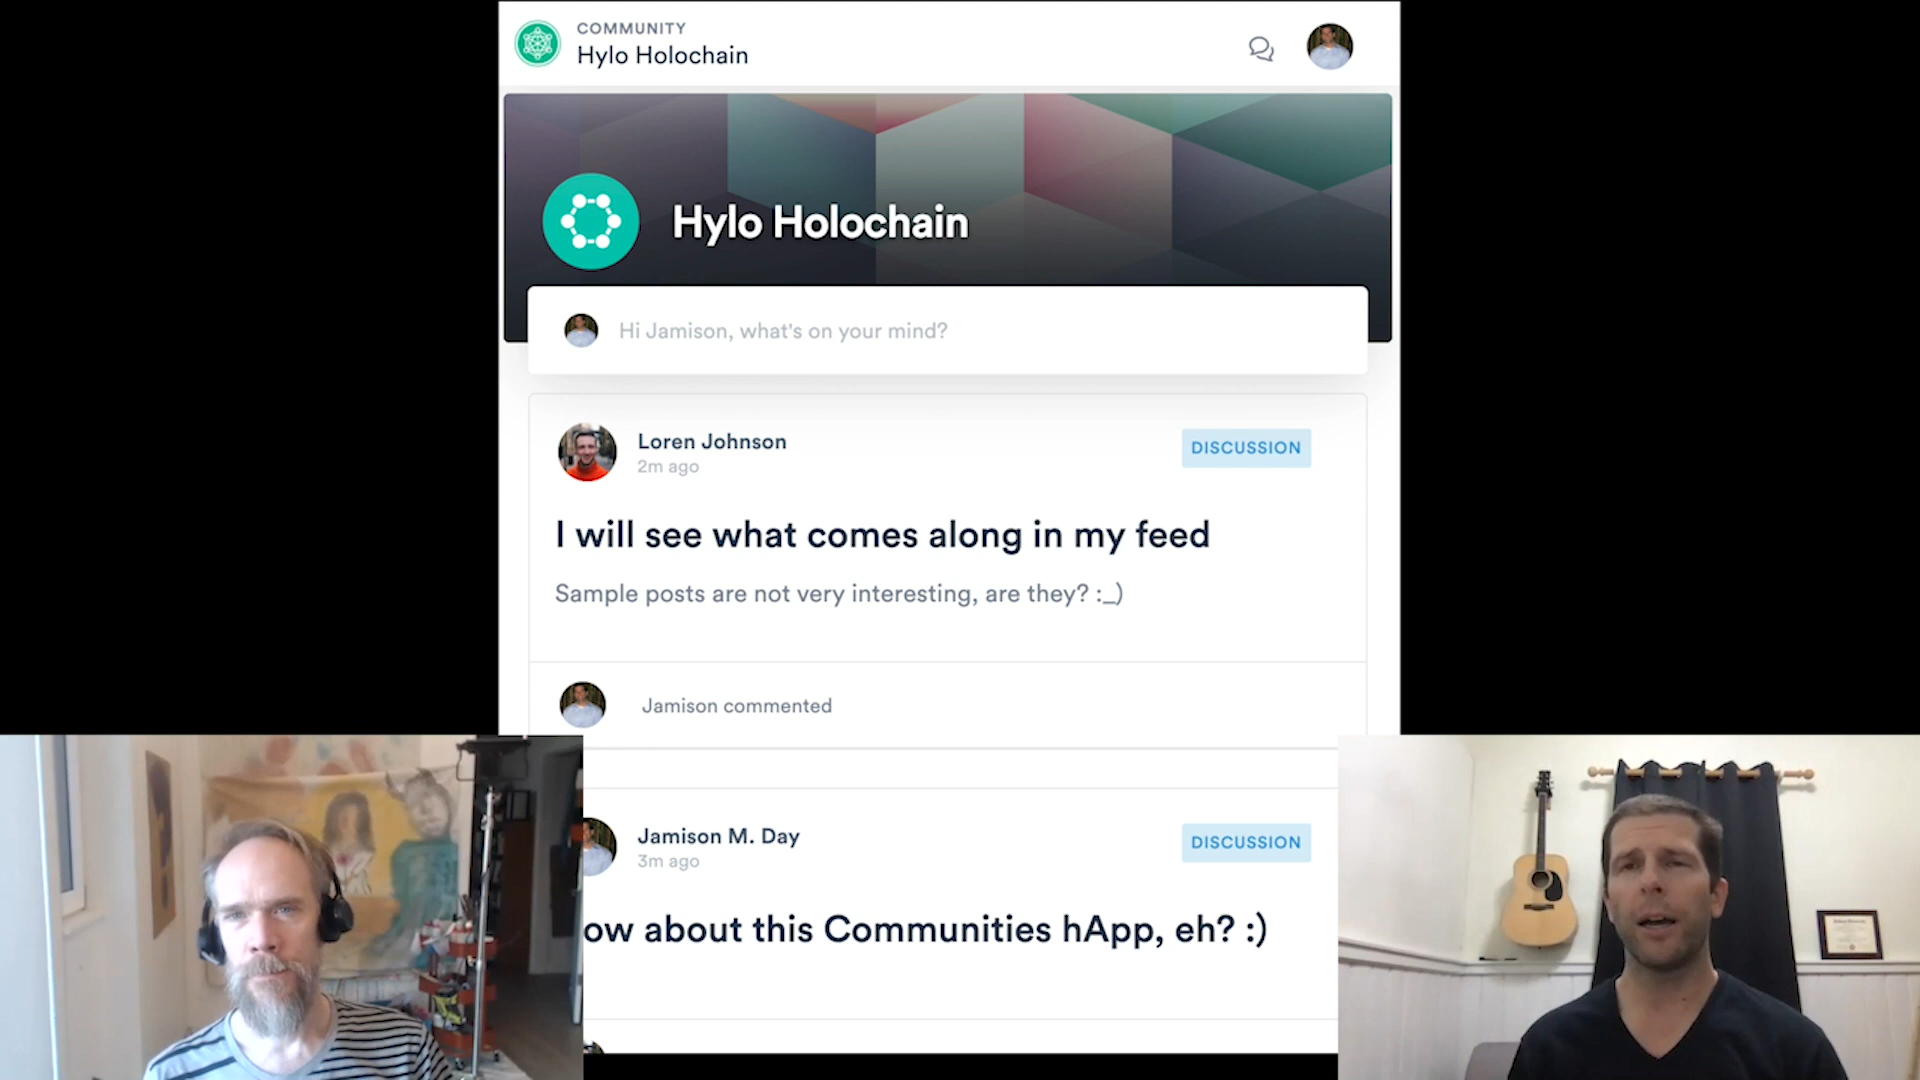 COMMUNITY
Hylo Holochain
Hylo Holochain
Hi Jamison, what's on your mind?
Loren Johnson
2m ago
DISCUSSION
I will see what comes along in my feed
Sample posts are not very interesting, are they? :_)
Jamison commented
Jamison M. Day
3m ago
DISCUSSION
ow about this Communities hApp, eh? :)